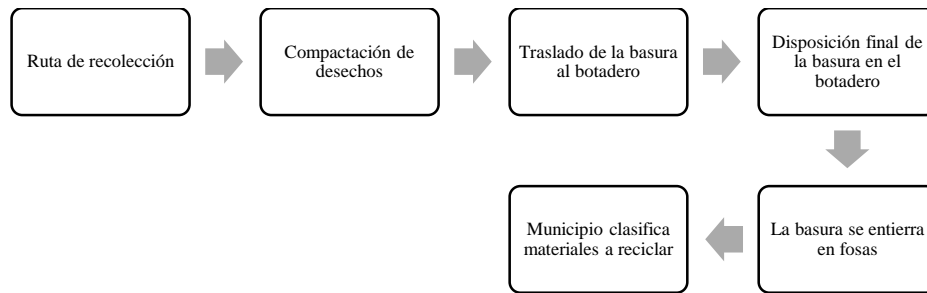 Ruta de recolección
Compactación de
desechos
Traslado de la basura
al botadero
Disposición final de
la basura en el
botadero
La basura se entierra
en fosas
Municipio clasifica
materiales a reciclar